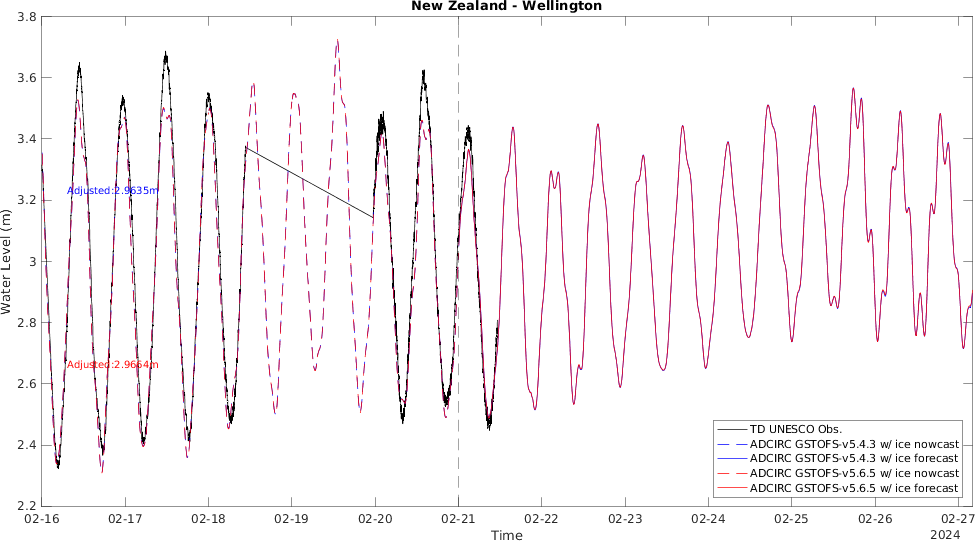 New Zealand - Wellington
Water Level (m)
3.8
3.6
3.4
3.2
3
2.8
2.6
2.4
2.2
Adjusted:2.9635m
Adjusted:2.9664m
TD UNESCO Obs.
ADCIRC GSTOFS-v5.4.3 w/ ice nowcast
ADCIRC GSTOFS-v5.4.3 w/ ice forecast
ADCIRC GSTOFS-v5.6.5 w/ ice nowcast
ADCIRC GSTOFS-v5.6.5 w/ ice forecast
02-16 02-17 02-18 02-19 02-20 02-21 02-22 02-23 02-24 02-25 02-26 02-27
Time
2024